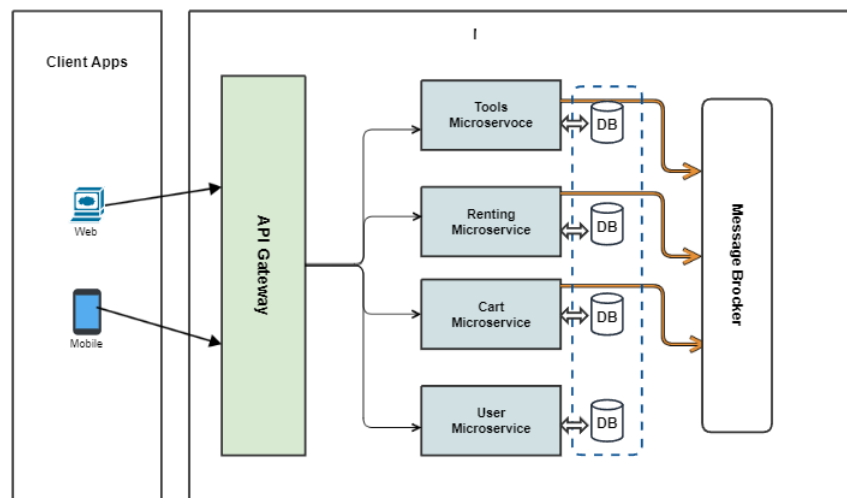 Client Apps
Web
Mobile
API Gateway
Tools
Microservoce
DB
Renting
Microservice
DB
Cart
Microservice
DB
User
Microservice
DB
Message Brocker